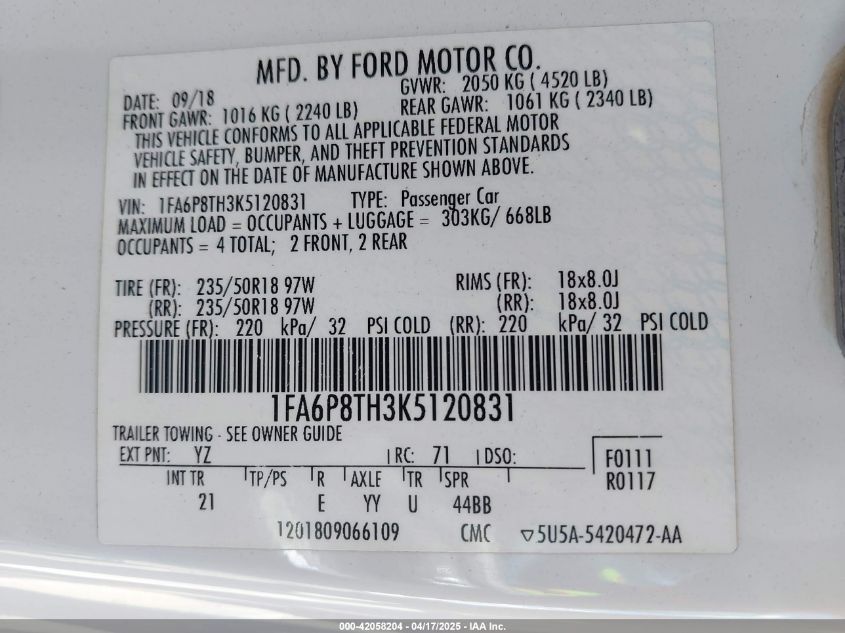 MFD. BY FORD MOTOR CO.
DATE: 09/18 GVWR: 2050 KG ( 4520 LB)
FRONT GAWR: 1016 KG ( 2240 LB) REAR GAWR: 1061 KG ( 2340 LB)
THIS VEHICLE CONFORMS TO ALL APPLICABLE FEDERAL MOTOR
VEHICLE SAFETY, BUMPER, AND THEFT PREVENTION STANDARDS
IN EFFECT ON THE DATE OF MANUFACTURE SHOWN ABOVE.
VIN: 1FA6P8TH3K5120831 TYPE: Passenger Car
MAXIMUM LOAD = OCCUPANTS + LUGGAGE = 303KG/ 668LB
OCCUPANTS = 4 TOTAL; 2 FRONT, 2 REAR
TIRE (FR): 235/50R18 97W RIMS (FR): 18x8.0J
(RR): 235/50R18 97W (RR): 18x8.0J
PRESSURE (FR): 220 kPa/ 32 PSI COLD (RR): 220 kPa/ 32 PSI COLD
1FA6P8TH3K5120831
TRAILER TOWING - SEE OWNER GUIDE
EXT PNT: YZ RC: 71 DSO: F0111
INT TR TP/PS R AXLE TR SPR R0117
21 E YY U 44BB
1201809066109 CMC ▽5U5A-5420472-AA
000-42058204 - 04/17/2025 - IAA Inc.